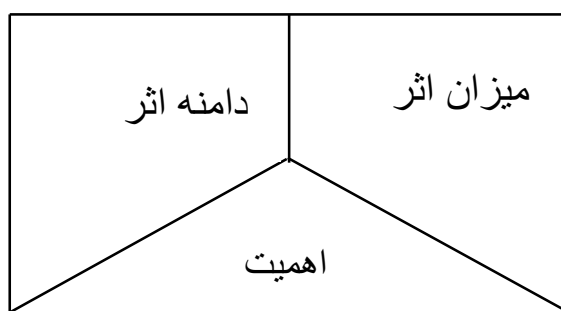 میزان اثر
دامنه اثر
اهمیت